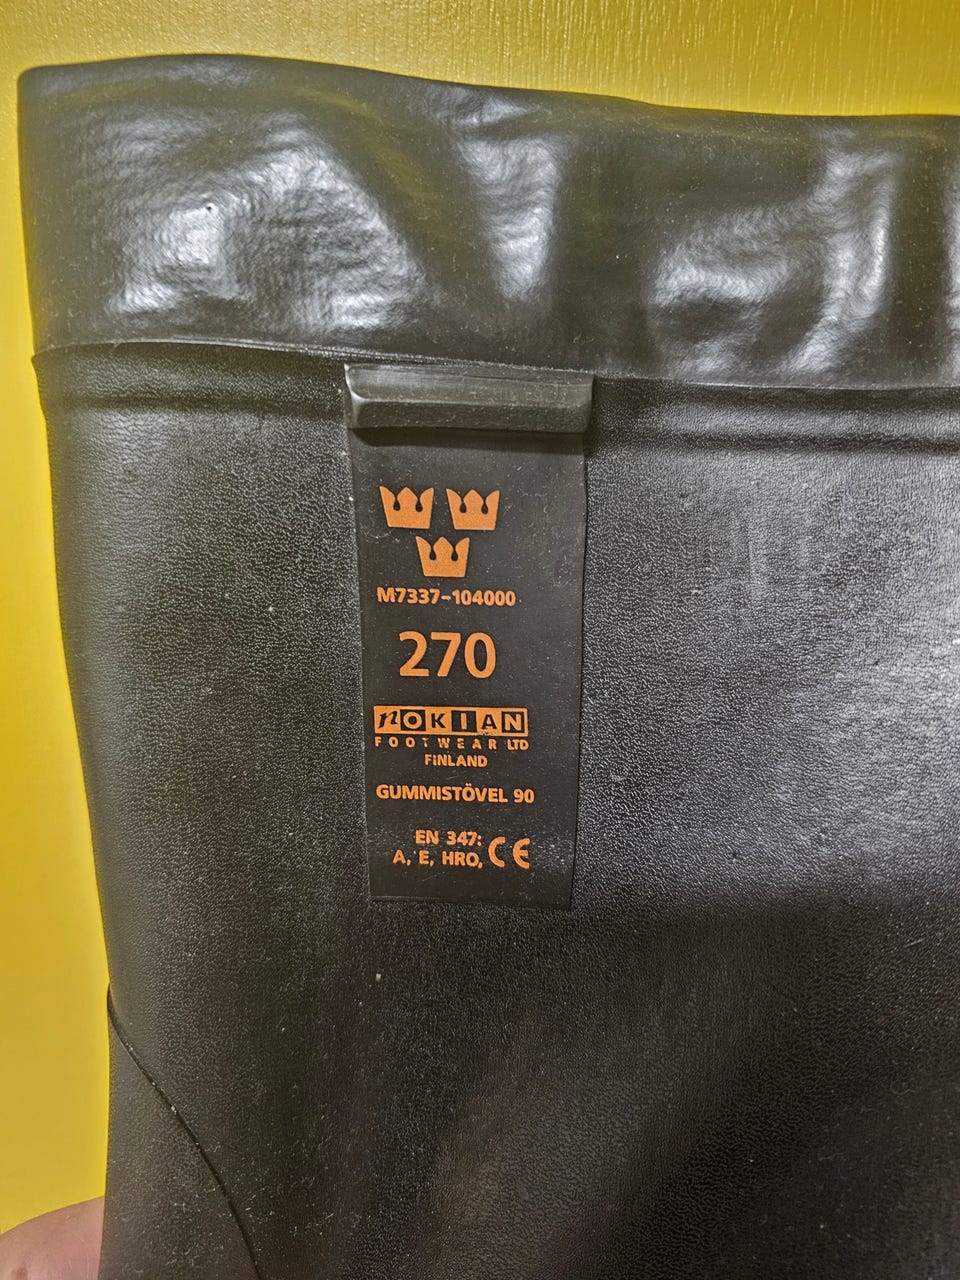 M7337-104000
270
NOKIAN
FOOTWEAR LTD
FINLAND
GUMMISTÖVEL 90
EN 347:
A, E, HRO, CE